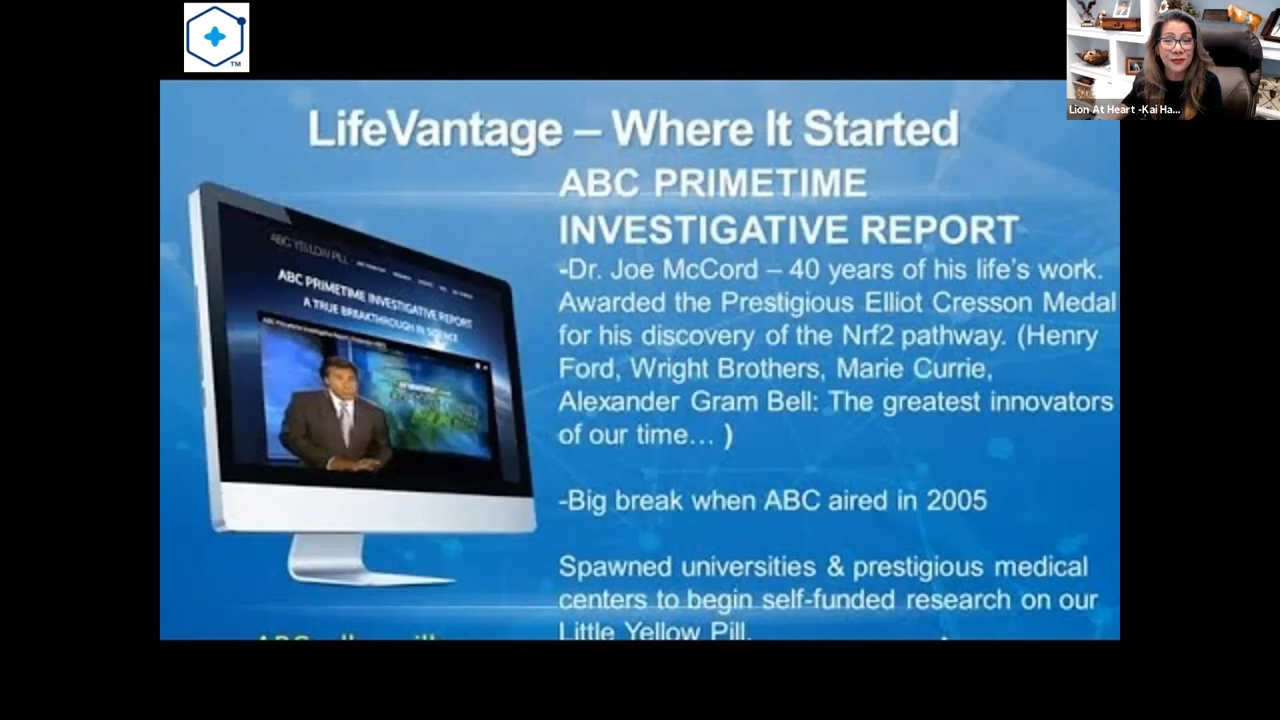 TM
Lion At Heart -Kai Ha...
LifeVantage – Where It Started
ABC PRIMETIME
INVESTIGATIVE REPORT
-Dr. Joe McCord – 40 years of his life's work.
Awarded the Prestigious Elliot Cresson Medal
for his discovery of the Nrf2 pathway. (Henry
Ford, Wright Brothers, Marie Currie,
Alexander Gram Bell: The greatest innovators
of our time… )
-Big break when ABC aired in 2005
Spawned universities & prestigious medical
centers to begin self-funded research on our
Little Yellow Pill.
ABC YELLOW PILL
ABC PRIMETIME INVESTIGATIVE REPORT
A TRUE BREAKTHROUGH IN SCIENCE